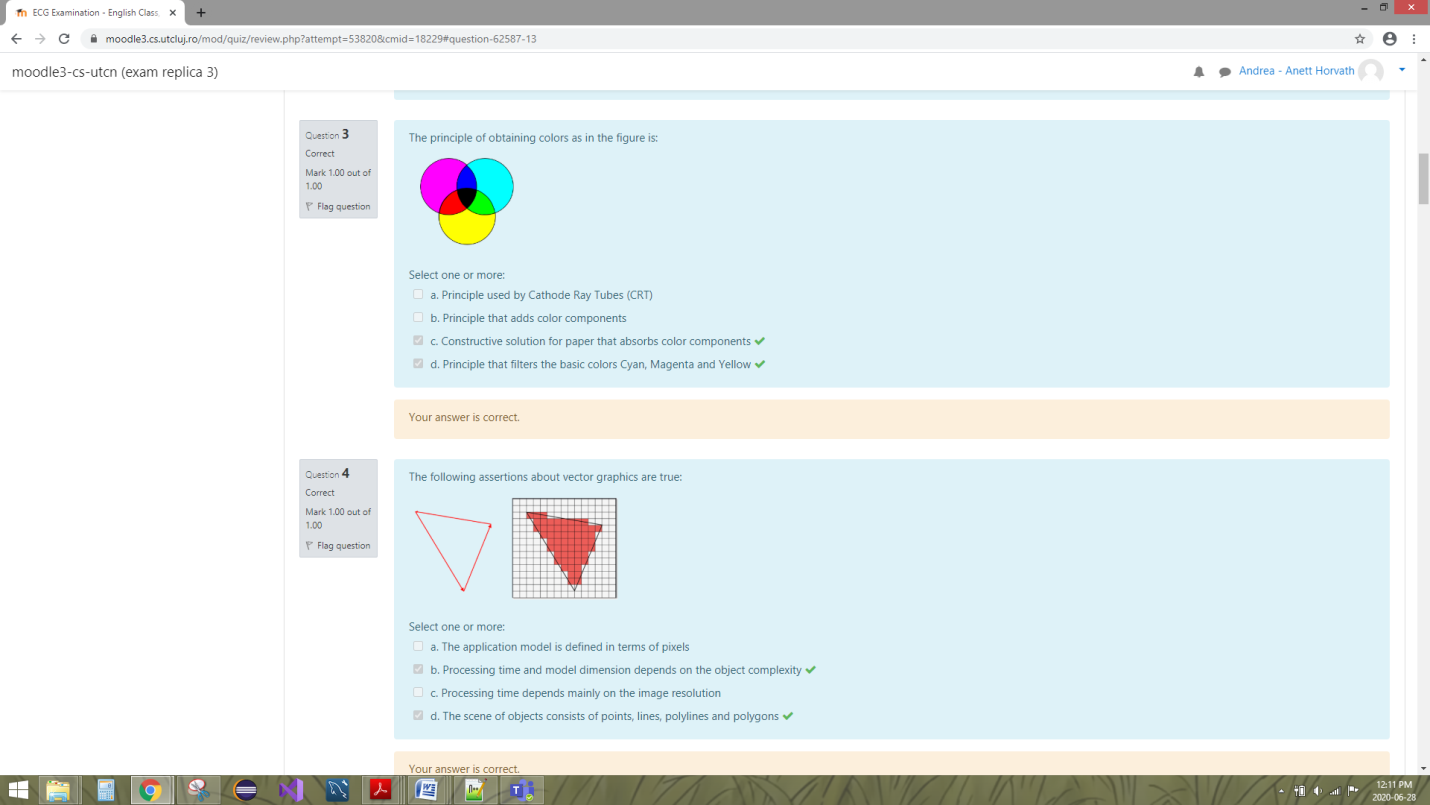 ECG Examination - English Class
moodle3.cs.utcluj.ro/mod/quiz/review.php?attempt=53820&cmid=18229#question-62587-13
moodle3-cs-utcn (exam replica 3)
Andrea - Anett Horvath
Question 3
Correct
Mark 1.00 out of
1.00
Flag question
The principle of obtaining colors as in the figure is:
Select one or more:
a. Principle used by Cathode Ray Tubes (CRT)
b. Principle that adds color components
c. Constructive solution for paper that absorbs color components
d. Principle that filters the basic colors Cyan, Magenta and Yellow
Your answer is correct.
Question 4
Correct
Mark 1.00 out of
1.00
Flag question
The following assertions about vector graphics are true:
Select one or more:
a. The application model is defined in terms of pixels
b. Processing time and model dimension depends on the object complexity
c. Processing time depends mainly on the image resolution
d. The scene of objects consists of points, lines, polylines and polygons
Your answer is correct.
12:11 PM
2020-06-28